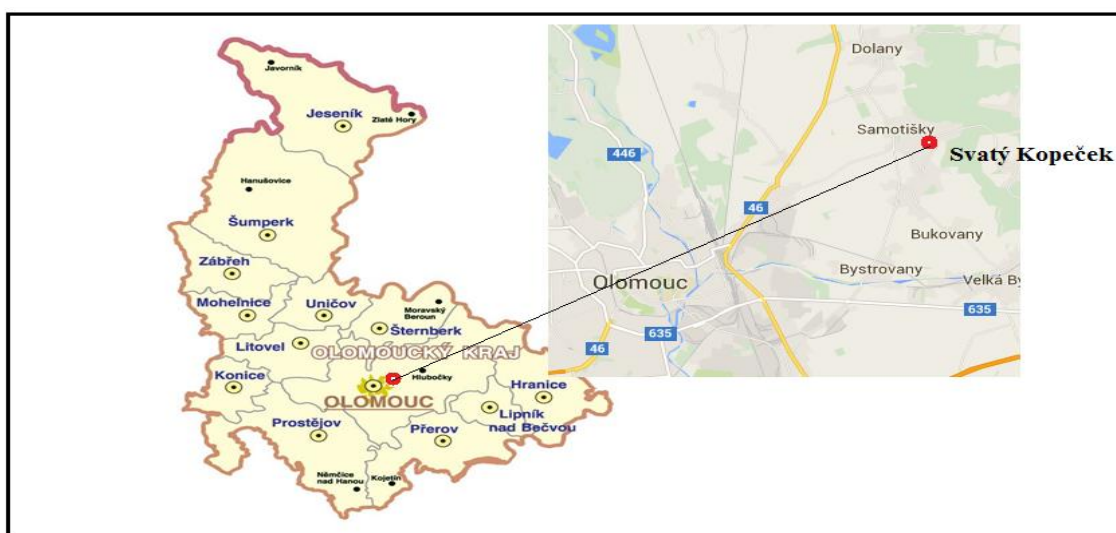 Javorník
Jeseník
Zlaté Hory
Hanušovice
Šumperk
Zábřeh
Mohelnice
Uničov
Moravský
Beroun
Šternberk
Litovel
OLOMOUCKÝ KRAJ
Konice
Hlubočky
Hranice
OLOMOUC
Lipník
nad Bečvou
Prostějov
Přerov
Němčice
nad Hanou
Kojetín
Dolany
446
Samotišky
Svatý Kopeček
46
Bukovany
Bystrovany
Velká By
Olomouc
635
635
46